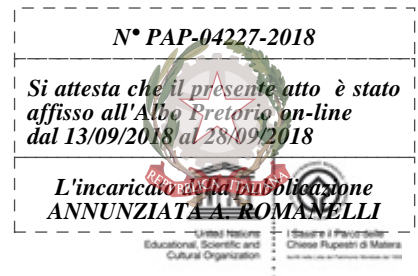 N° PAP-04227-2018
Si attesta che il presente atto è stato
affisso all'Albo Pretorio on-line
dal 13/09/2018 al 28/09/2018
L'incaricato della pubblicazione
ANNUNZIATA A. ROMANELLI
REPUBBLICA ITALIANA
United Nations
Educational, Scientific and
Cultural Organization
I Sassi e il Parco delle
Chiese Rupestri di Matera